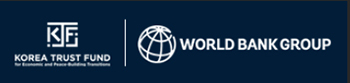 KTF
KOREA TRUST FUND
for Economic and Peace-Building Transitions
WORLD BANK GROUP